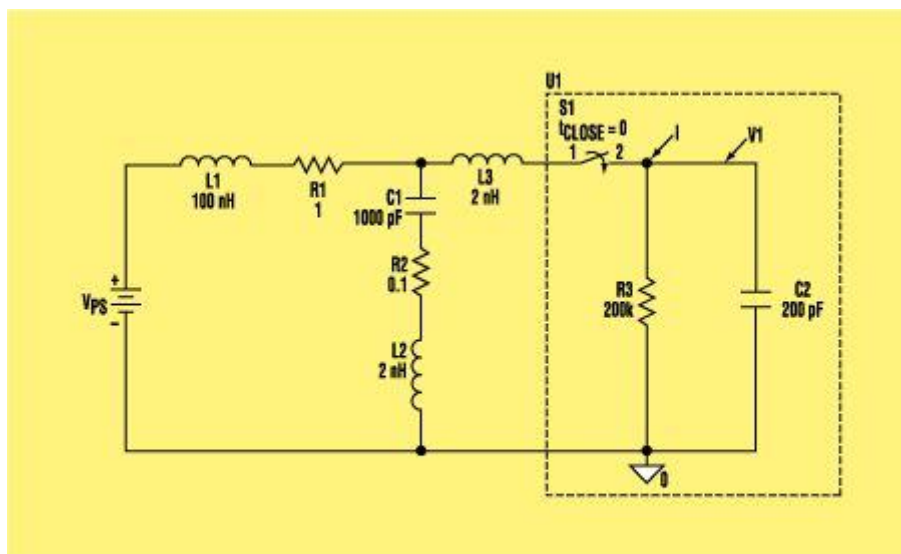 U1
S1
tCLOSE = 0
1 2
I
V1
L1
100 nH
R1
1
C1
1000 pF
L3
2 nH
R2
0.1
R3
200k
C2
200 pF
+
VPS
–
L2
2 nH
0